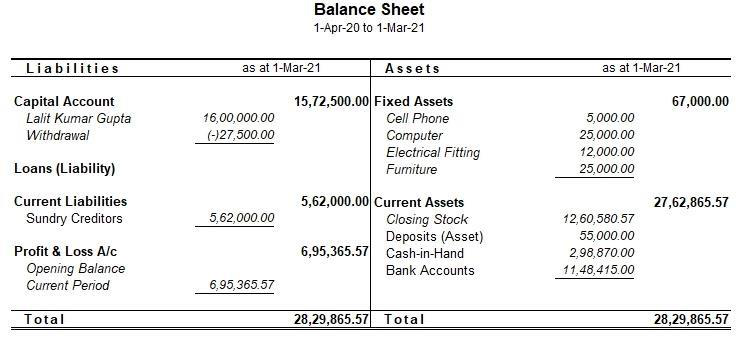 Balance Sheet
1-Apr-20 to 1-Mar-21
Liabilities as at 1-Mar-21 Assets as at 1-Mar-21
Capital Account 15,72,500.00 Fixed Assets 67,000.00
Lalit Kumar Gupta 16,00,000.00 Cell Phone 5,000.00
Withdrawal (-)27,500.00 Computer 25,000.00
Electrical Fitting 12,000.00
Loans (Liability) Furniture 25,000.00
Current Liabilities 5,62,000.00 Current Assets 27,62,865.57
Sundry Creditors 5,62,000.00 Closing Stock 12,60,580.57
Deposits (Asset) 55,000.00
Profit & Loss A/c 6,95,365.57 Cash-in-Hand 2,98,870.00
Opening Balance Bank Accounts 11,48,415.00
Current Period 6,95,365.57
Total 28,29,865.57 Total 28,29,865.57